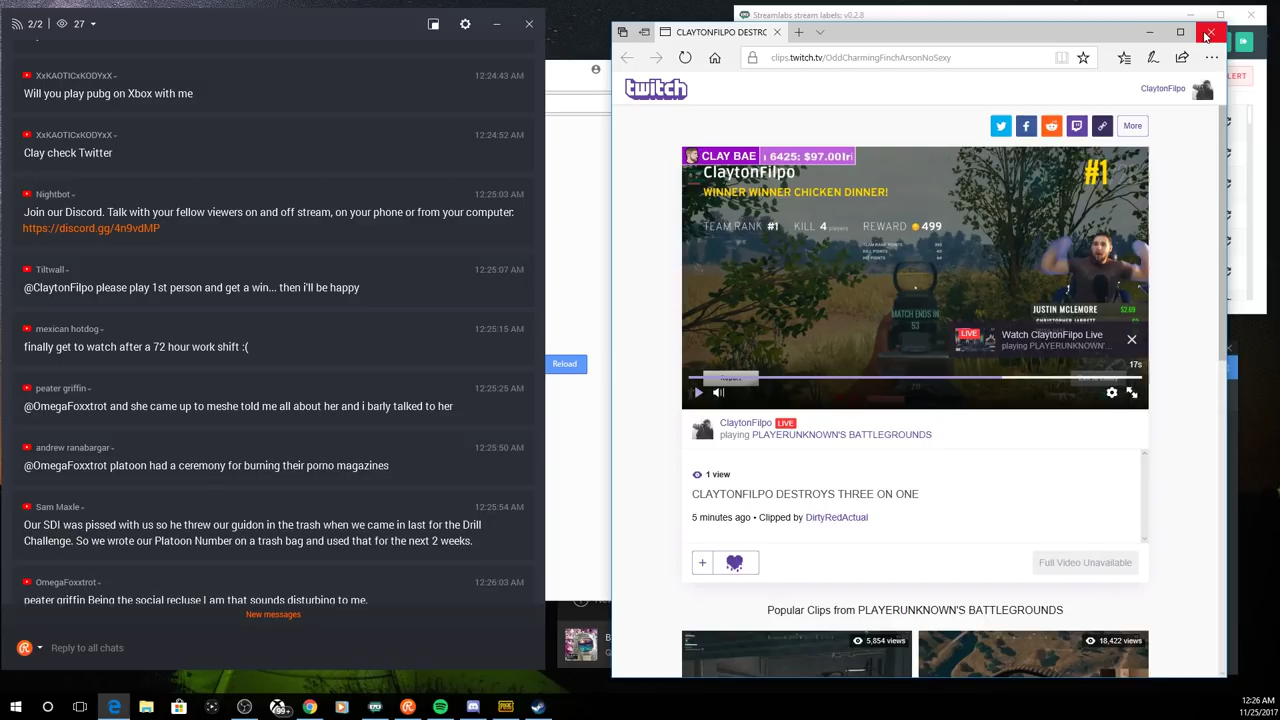 2/2
27
XxKAOTICxKODYxX
12:24:43 AM
Will you play pubg on Xbox with me
XxKAOTICxKODYxX
12:24:52 AM
Clay check Twitter
Nightbot
12:25:03 AM
Join our Discord. Talk with your fellow viewers on and off stream, on your phone or from your computer:
https://discord.gg/4n9vdMP
Tiltwall
12:25:07 AM
@ClaytonFilpo please play 1st person and get a win... then i'll be happy
mexican hotdog
12:25:15 AM
finally get to watch after a 72 hour work shift :(
peater griffin
12:25:25 AM
@OmegaFoxxtrot and she came up to meshe told me all about her and i barly talked to her
andrew ranabargar
12:25:50 AM
@OmegaFoxxtrot platoon had a ceremony for burning their porno magazines
Sam Maxle
12:25:54 AM
Our SDI was pissed with us so he threw our guidon in the trash when we came in last for the Drill
Challenge. So we wrote our Platoon Number on a trash bag and used that for the next 2 weeks.
OmegaFoxxtrot
12:26:03 AM
peater griffin Being the social recluse I am that sounds disturbing to me.
New messages
Reply to all chats
Reload
Streamlabs stream labels: v0.2.8
CLAYTONFILPO DESTRC
clips.twitch.tv/OddCharmingFinchArsonNoSexy
twitch
ClaytonFilpo
More
CLAY BAE
6425: $97.00
ClaytonFilpo
#1
WINNER WINNER CHICKEN DINNER!
TEAM RANK #1 KILL 4 players REWARD 499
MATCH ENDS IN
53
JUSTIN MCLEMORE
$2.69
CHRISTOPHER JARRETT
LIVE
Watch ClaytonFilpo Live
playing PLAYERUNKNOWN'...
17s
ClaytonFilpo LIVE
playing PLAYERUNKNOWN'S BATTLEGROUNDS
1 view
CLAYTONFILPO DESTROYS THREE ON ONE
5 minutes ago • Clipped by DirtyRedActual
+
Full Video Unavailable
Popular Clips from PLAYERUNKNOWN'S BATTLEGROUNDS
5,854 views
18,422 views
12:26 AM
11/25/2017